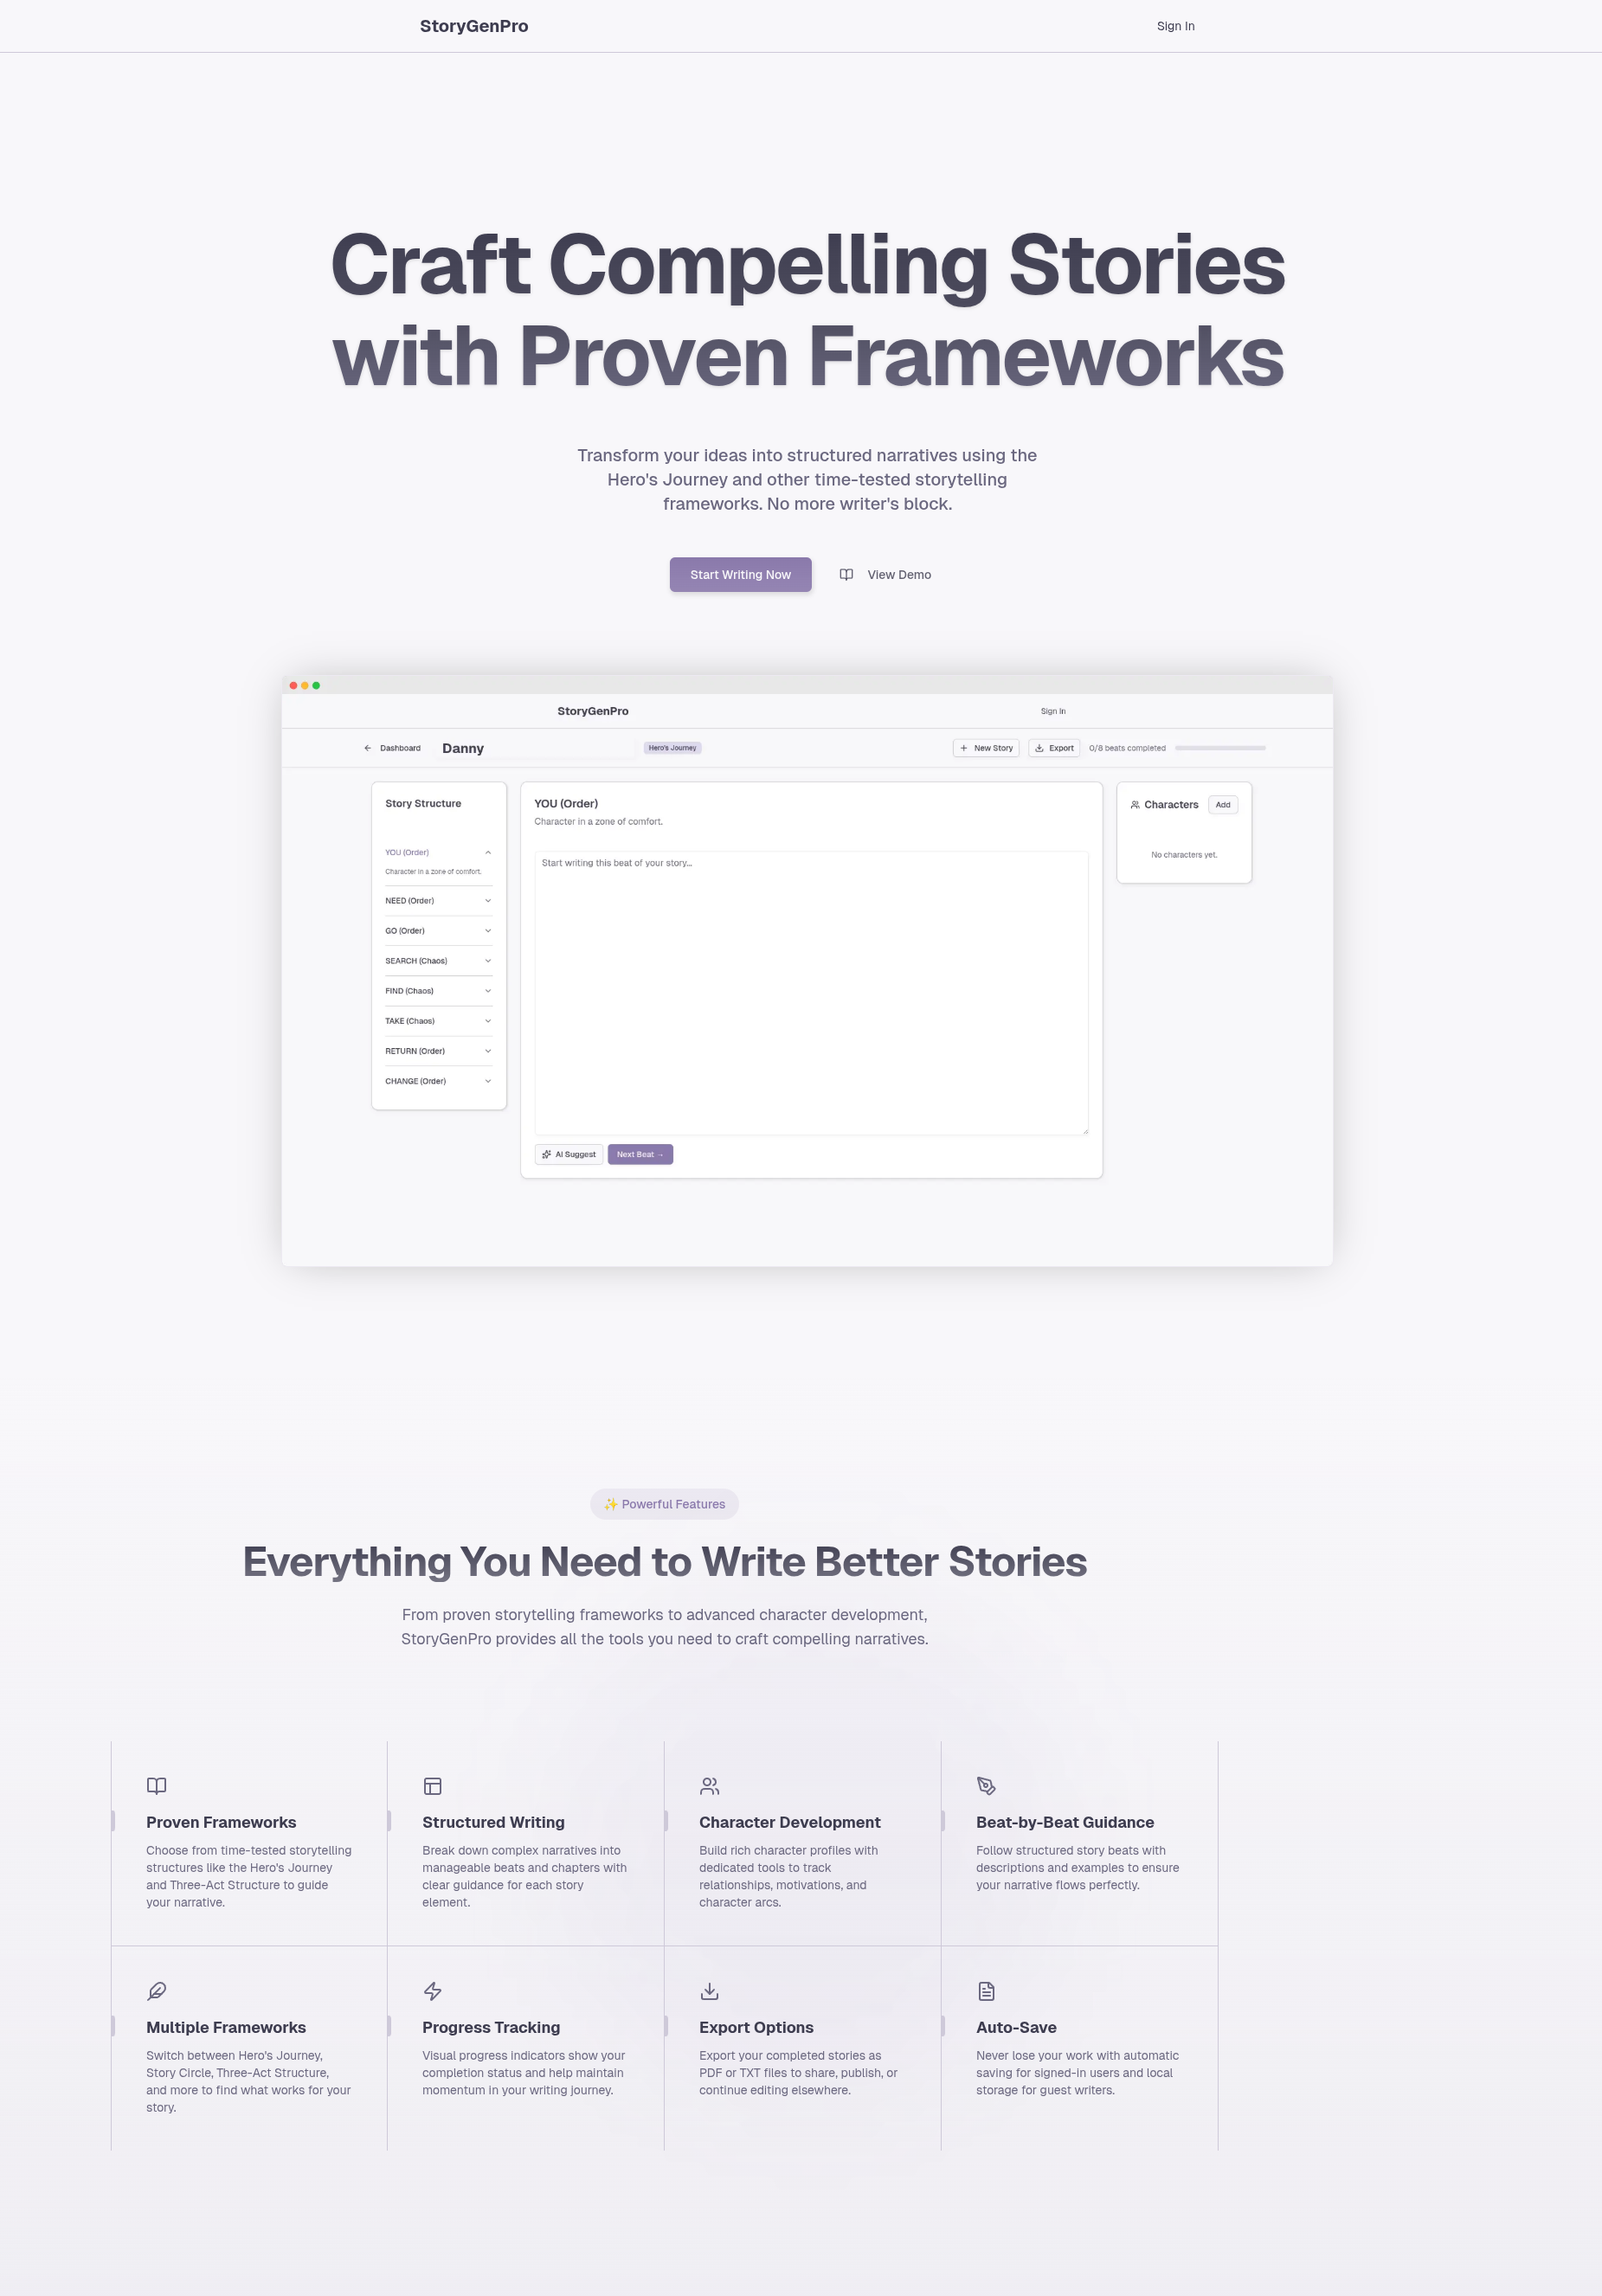 StoryGenPro
Sign In
Craft Compelling Stories
with Proven Frameworks
Transform your ideas into structured narratives using the
Hero's Journey and other time-tested storytelling
frameworks. No more writer's block.
Start Writing Now
View Demo
StoryGenPro
Sign In
Dashboard
Danny
Hero's Journey
New Story
Export
0/8 beats completed
Story Structure
YOU (Order)
Character in a zone of comfort.
NEED (Order)
GO (Order)
SEARCH (Chaos)
FIND (Chaos)
TAKE (Chaos)
RETURN (Order)
CHANGE (Order)
YOU (Order)
Character in a zone of comfort.
Start writing this beat of your story...
AI Suggest
Next Beat →
Characters
Add
No characters yet.
✨ Powerful Features
Everything You Need to Write Better Stories
From proven storytelling frameworks to advanced character development,
StoryGenPro provides all the tools you need to craft compelling narratives.
Proven Frameworks
Choose from time-tested storytelling
structures like the Hero's Journey
and Three-Act Structure to guide
your narrative.
Structured Writing
Break down complex narratives into
manageable beats and chapters with
clear guidance for each story
element.
Character Development
Build rich character profiles with
dedicated tools to track
relationships, motivations, and
character arcs.
Beat-by-Beat Guidance
Follow structured story beats with
descriptions and examples to ensure
your narrative flows perfectly.
Multiple Frameworks
Switch between Hero's Journey,
Story Circle, Three-Act Structure,
and more to find what works for your
story.
Progress Tracking
Visual progress indicators show your
completion status and help maintain
momentum in your writing journey.
Export Options
Export your completed stories as
PDF or TXT files to share, publish, or
continue editing elsewhere.
Auto-Save
Never lose your work with automatic
saving for signed-in users and local
storage for guest writers.